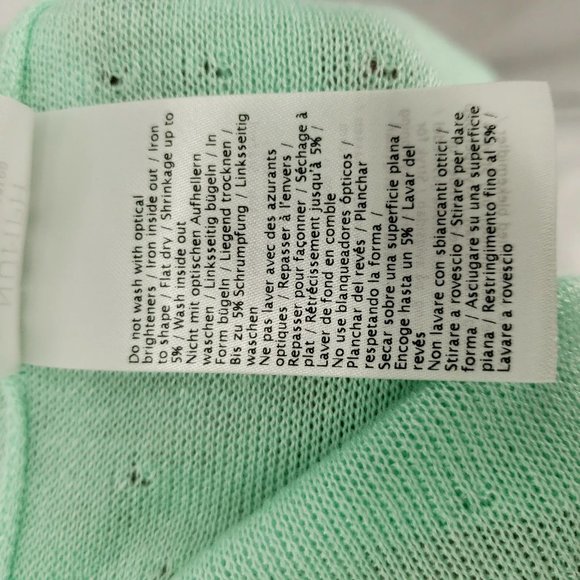 Do not wash with optical
brighteners / Iron inside out / Iron
to shape / Flat dry / Shrinkage up to
5% / Wash inside out
Nicht mit optischen Aufhellern
waschen / Linksseitig bügeln / In
Form bügeln / Liegend trocknen /
Bis zu 5% Schrumpfung / Linksseitig
waschen
Ne pas laver avec des azurants
optiques / Repasser à l'envers /
Repasser pour façonner / Séchage à
plat / Rétrécissement jusqu'à 5% /
Laver de fond en comble
No use blanqueadores ópticos /
Planchar del revés / Planchar
respetando la forma /
Secar sobre una superficie plana /
Encoge hasta un 5% / Lavar del
revés
Non lavare con sbiancanti ottici /
Stirare a rovescio / Stirare per dare
forma / Asciugare su una superficie
piana / Restringimento fino al 5% /
Lavare a rovescio